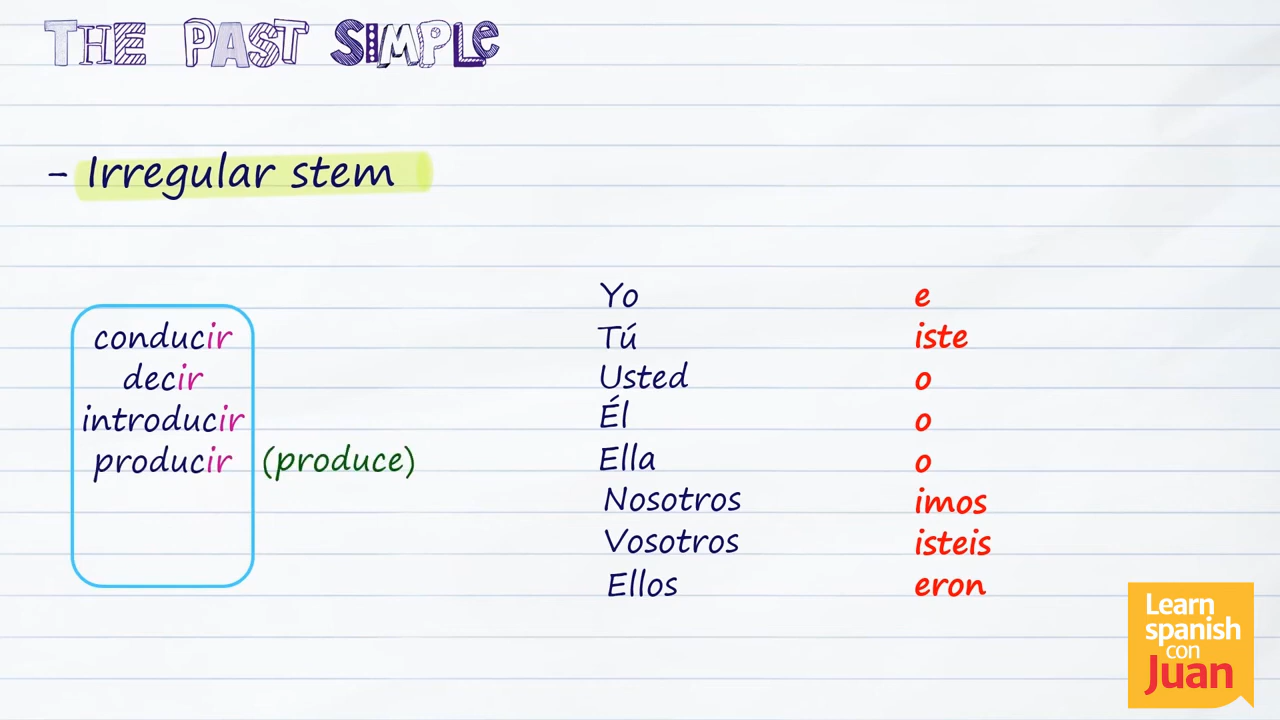 THE PAST SIMPLE
- Irregular stem
conducir
decir
introducir
producir (produce)
Yo e
Tú iste
Usted o
Él o
Ella o
Nosotros imos
Vosotros isteis
Ellos eron
Learn
spanish
con
Juan